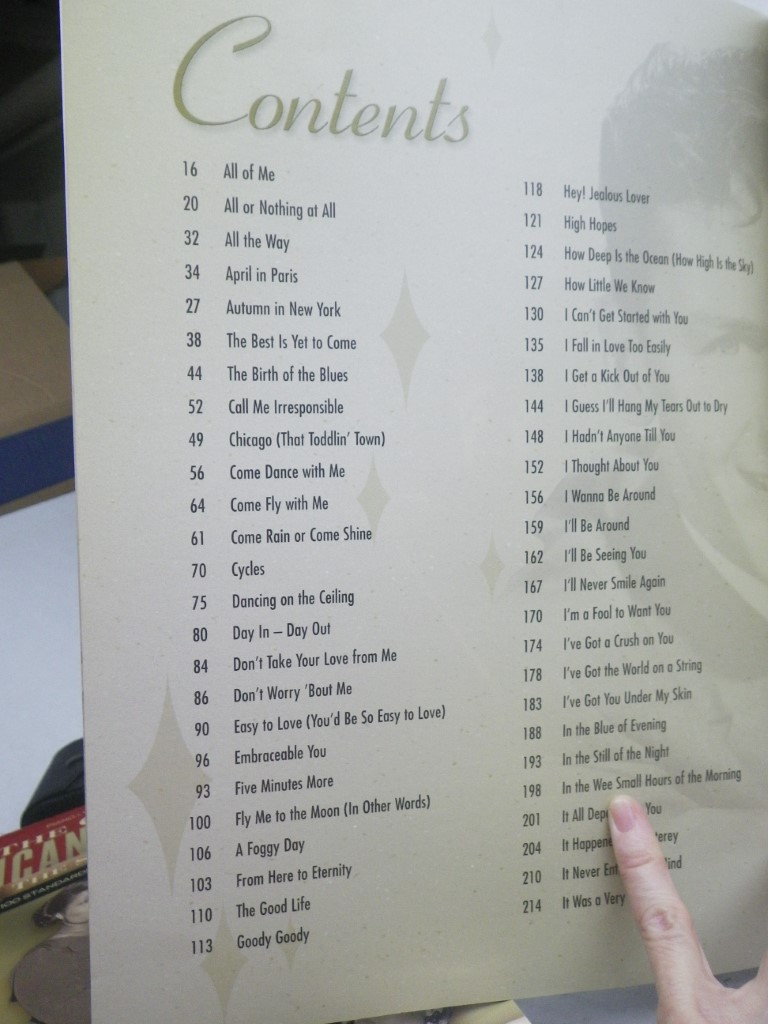 Contents
16 All of Me
20 All or Nothing at All
32 All the Way
34 April in Paris
27 Autumn in New York
38 The Best Is Yet to Come
44 The Birth of the Blues
52 Call Me Irresponsible
49 Chicago (That Toddlin' Town)
56 Come Dance with Me
64 Come Fly with Me
61 Come Rain or Come Shine
70 Cycles
75 Dancing on the Ceiling
80 Day In – Day Out
84 Don't Take Your Love from Me
86 Don't Worry 'Bout Me
90 Easy to Love (You'd Be So Easy to Love)
96 Embraceable You
93 Five Minutes More
100 Fly Me to the Moon (In Other Words)
106 A Foggy Day
103 From Here to Eternity
110 The Good Life
113 Goody Goody
118 Hey! Jealous Lover
121 High Hopes
124 How Deep Is the Ocean (How High Is the Sky)
127 How Little We Know
130 I Can't Get Started with You
135 I Fall in Love Too Easily
138 I Get a Kick Out of You
144 I Guess I'll Hang My Tears Out to Dry
148 I Hadn't Anyone Till You
152 I Thought About You
156 I Wanna Be Around
159 I'll Be Around
162 I'll Be Seeing You
167 I'll Never Smile Again
170 I'm a Fool to Want You
174 I've Got a Crush on You
178 I've Got the World on a String
183 I've Got You Under My Skin
188 In the Blue of Evening
193 In the Still of the Night
198 In the Wee Small Hours of the Morning
201 It All You
204 It
210 It Never
214 It Was a Very
100 STANDARDS